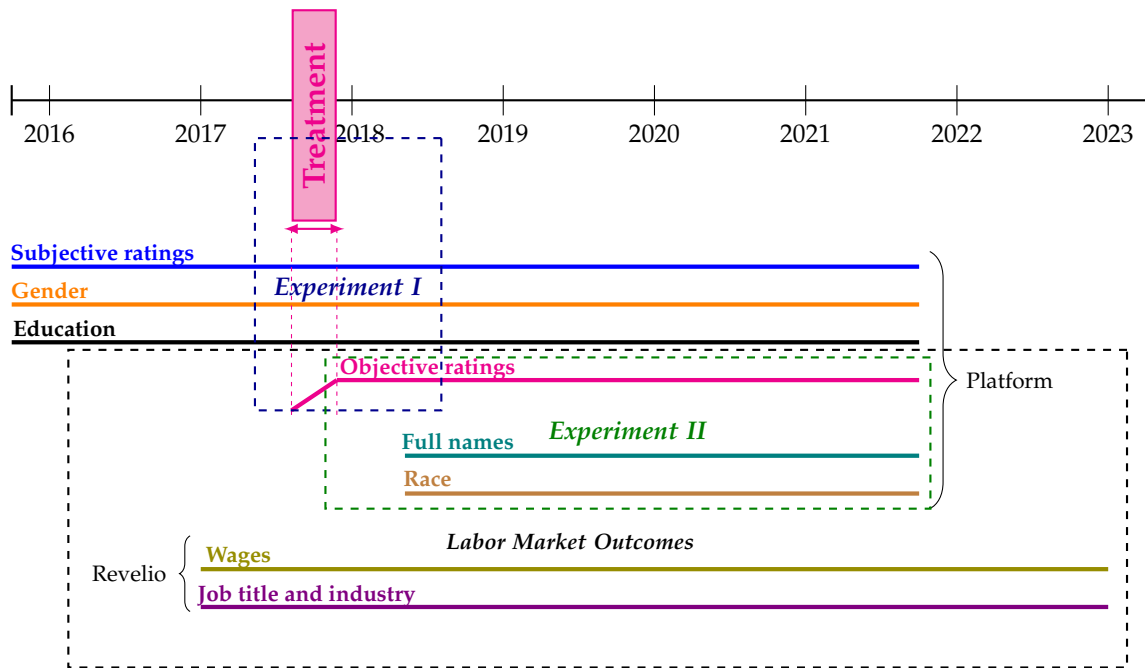 Treatment
2016 2017 2018 2019 2020 2021 2022 2023
Subjective ratings
Experiment I
Gender
Education
Objective ratings
Platform
Experiment II
Full names
Race
Labor Market Outcomes
Wages
Revelio
Job title and industry